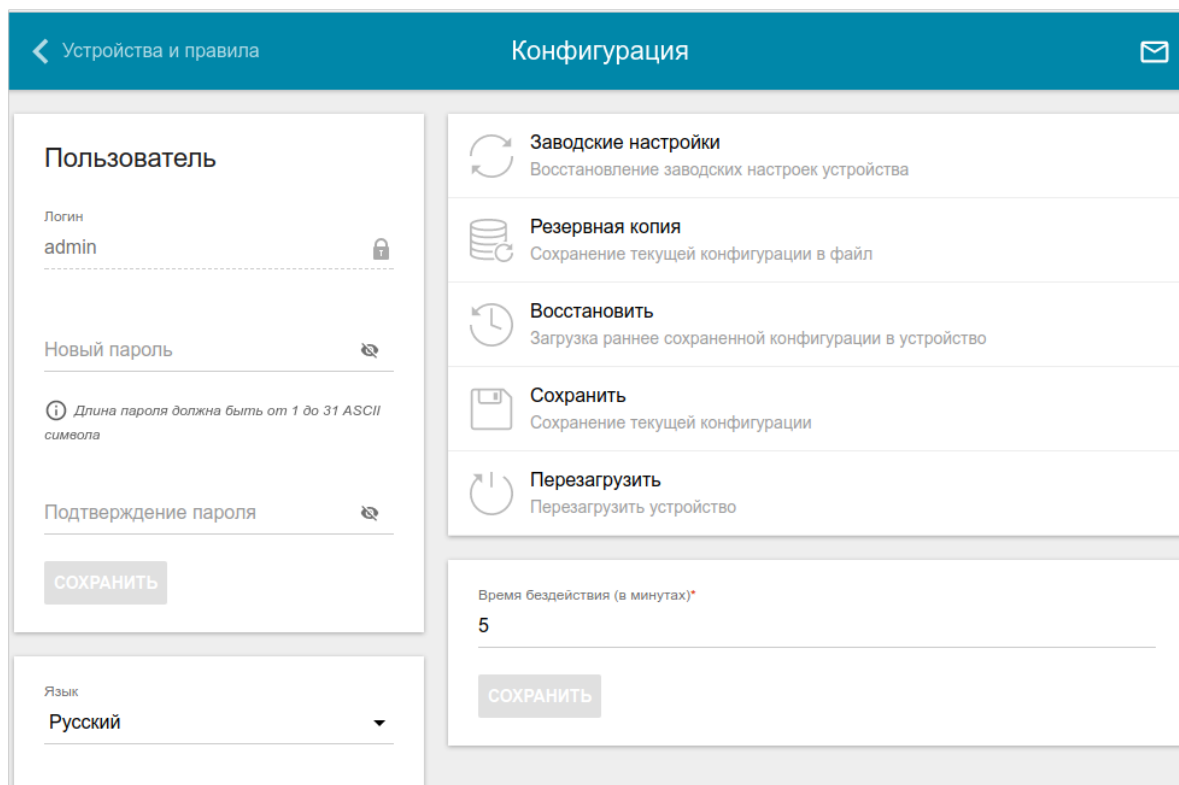 Устройства и правила
Конфигурация
Пользователь
Логин
admin
Новый пароль
Длина пароля должна быть от 1 до 31 ASCII
символа
Подтверждение пароля
СОХРАНИТЬ
Язык
Русский
Заводские настройки
Восстановление заводских настроек устройства
Резервная копия
Сохранение текущей конфигурации в файл
Восстановить
Загрузка раннее сохраненной конфигурации в устройство
Сохранить
Сохранение текущей конфигурации
Перезагрузить
Перезагрузить устройство
Время бездействия (в минутах)*
5
СОХРАНИТЬ